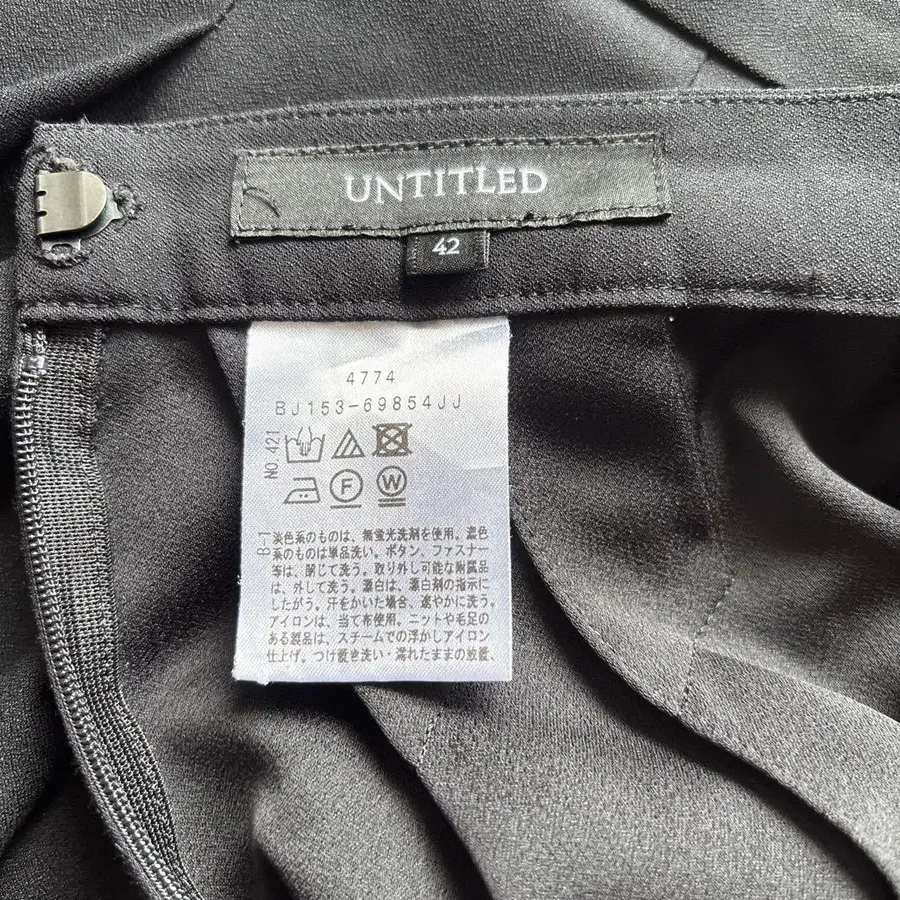 UNTITLED
42
4774
BJ153-69854JJ
NO.421
F
W
B-1
淡色系のものは、無蛍光洗剤を使用。濃色
系のものは単品洗い。ボタン、ファスナー
等は、閉じて洗う。取り外し可能な附属品
は、外して洗う。漂白は、漂白剤の指示に
したがう。汗をかいた場合、速やかに洗う。
アイロンは、当て布使用。ニットや毛足の
ある製品は、スチームでの浮かしアイロン
仕上げ。つけ置き洗い・濡れたままの放置、